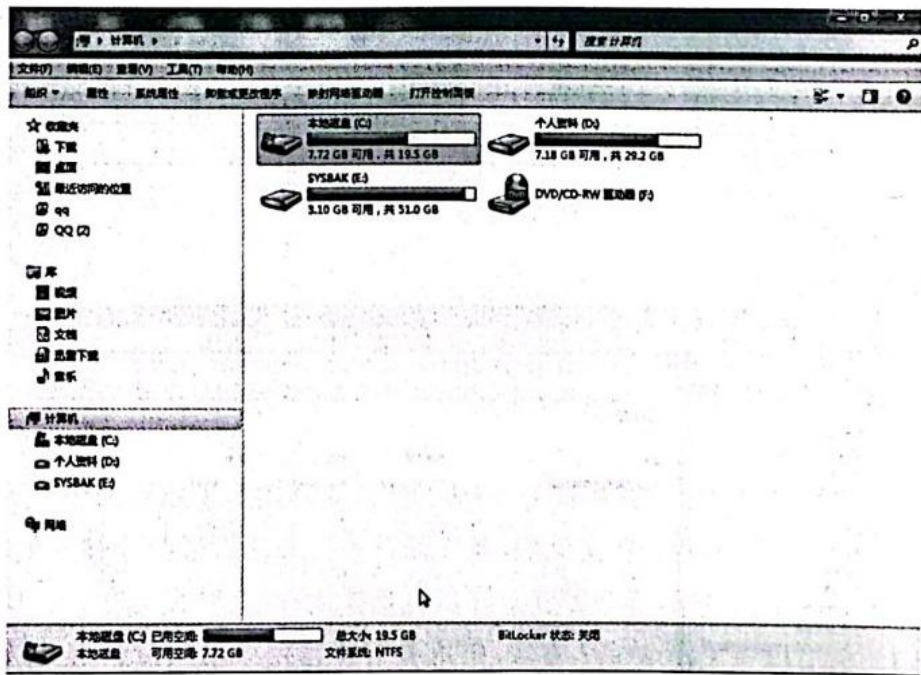 计算机
搜索 计算机
文件(F) 编辑(E) 查看(V) 工具(T) 帮助(H)
组织 属性 系统属性 卸载或更改程序 映射网络驱动器 打开控制面板
收藏夹
下载
桌面
最近访问的位置
qq
QQ (2)
库
视频
图片
文档
迅雷下载
音乐
计算机
本地磁盘 (C:)
个人资料 (D:)
SYSBAK (E:)
网络
本地磁盘 (C:)
7.72 GB 可用，共 19.5 GB
个人资料 (D:)
7.18 GB 可用，共 29.2 GB
SYSBAK (E:)
3.10 GB 可用，共 51.0 GB
DVD/CD-RW 驱动器 (F:)
本地磁盘 (C:) 已用空间: 总大小: 19.5 GB BitLocker 状态: 关闭
本地磁盘 可用空间: 7.72 GB 文件系统: NTFS